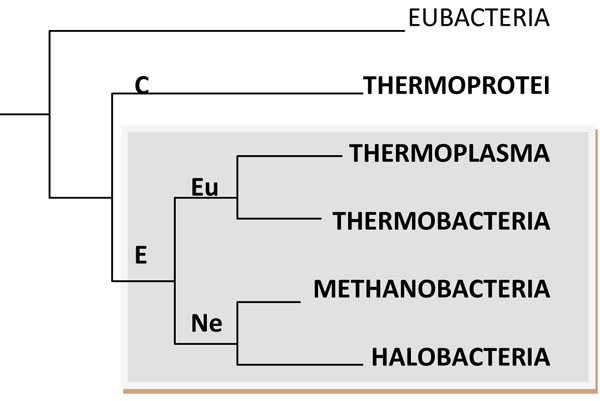 EUBACTERIA
C
THERMOPROTEI
THERMOPLASMA
Eu
THERMOBACTERIA
E
METHANOBACTERIA
Ne
HALOBACTERIA